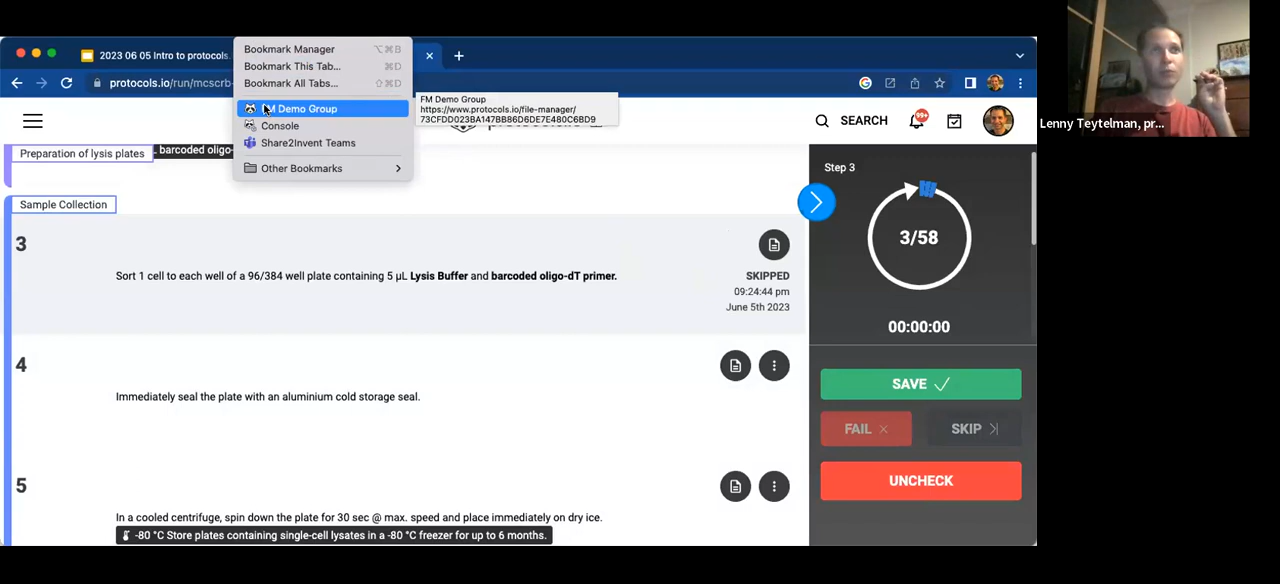 2023 06 05 Intro to protocols.
protocols.io/run/mcscrb-
Bookmark Manager ⌥⌘B
Bookmark This Tab... ⌘D
Bookmark All Tabs... ⇧⌘D
FM Demo Group
Console
Share2Invent Teams
Other Bookmarks
FM Demo Group
https://www.protocols.io/file-manager/
73CFDD023BA147BB86D6DE7E480C6BD9
SEARCH
99+
Lenny Teytelman, pr...
Preparation of lysis plates
barcoded oligo-
Sample Collection
3
Sort 1 cell to each well of a 96/384 well plate containing 5 µL Lysis Buffer and barcoded oligo-dT primer.
SKIPPED
09:24:44 pm
June 5th 2023
4
Immediately seal the plate with an aluminium cold storage seal.
5
In a cooled centrifuge, spin down the plate for 30 sec @ max. speed and place immediately on dry ice.
-80 °C Store plates containing single-cell lysates in a -80 °C freezer for up to 6 months.
Step 3
3/58
00:00:00
SAVE
FAIL
SKIP
UNCHECK